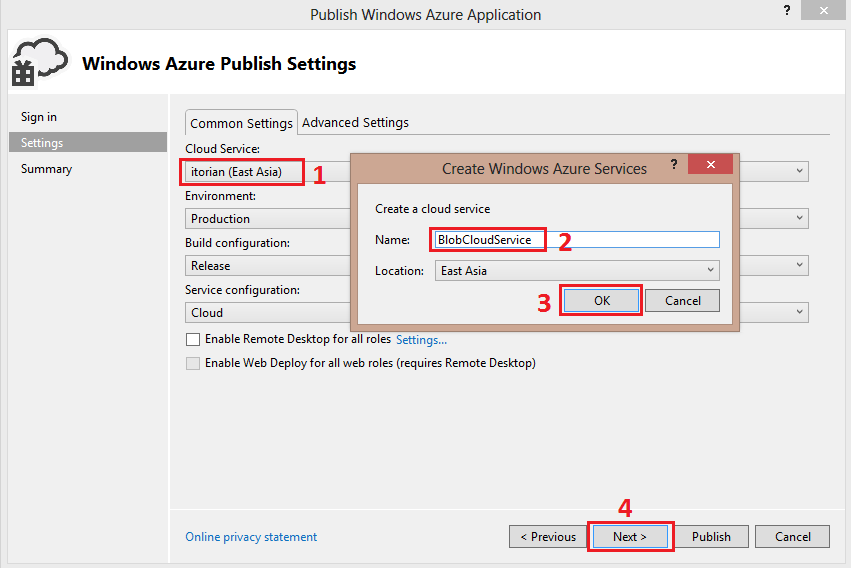 Publish Windows Azure Application
?
Windows Azure Publish Settings
Sign in
Settings
Summary
Common Settings
Advanced Settings
Cloud Service:
itorian (East Asia)
1
Environment:
Production
Build configuration:
Release
Service configuration:
Cloud
Enable Remote Desktop for all roles Settings...
Enable Web Deploy for all web roles (requires Remote Desktop)
Create Windows Azure Services
?
Create a cloud service
Name: BlobCloudService
2
Location: East Asia
3
OK
Cancel
4
Online privacy statement
< Previous
Next >
Publish
Cancel